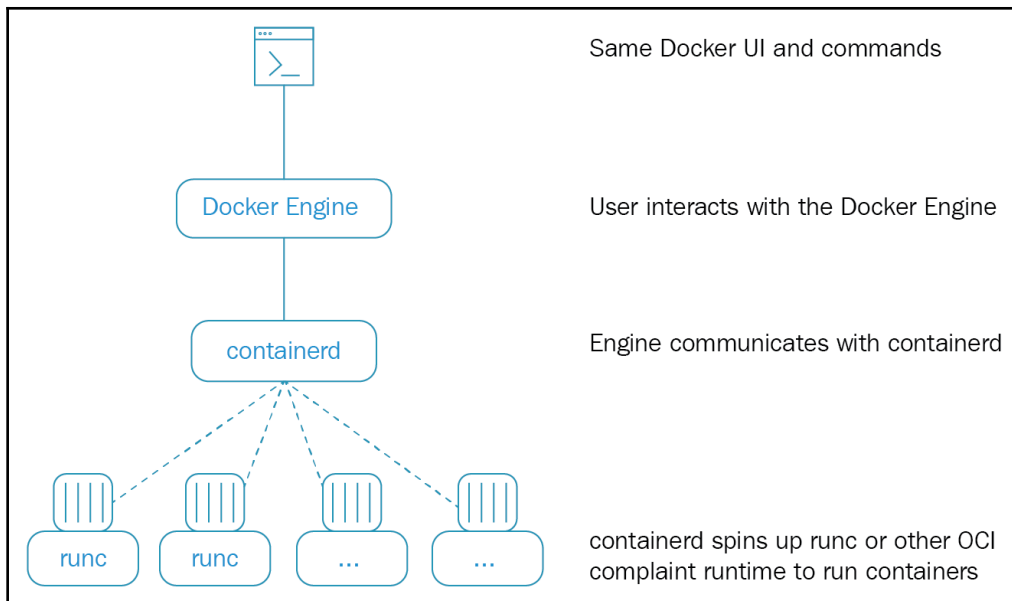 Same Docker UI and commands
Docker Engine
User interacts with the Docker Engine
containerd
Engine communicates with containerd
runc
runc
...
...
containerd spins up runc or other OCI
complaint runtime to run containers